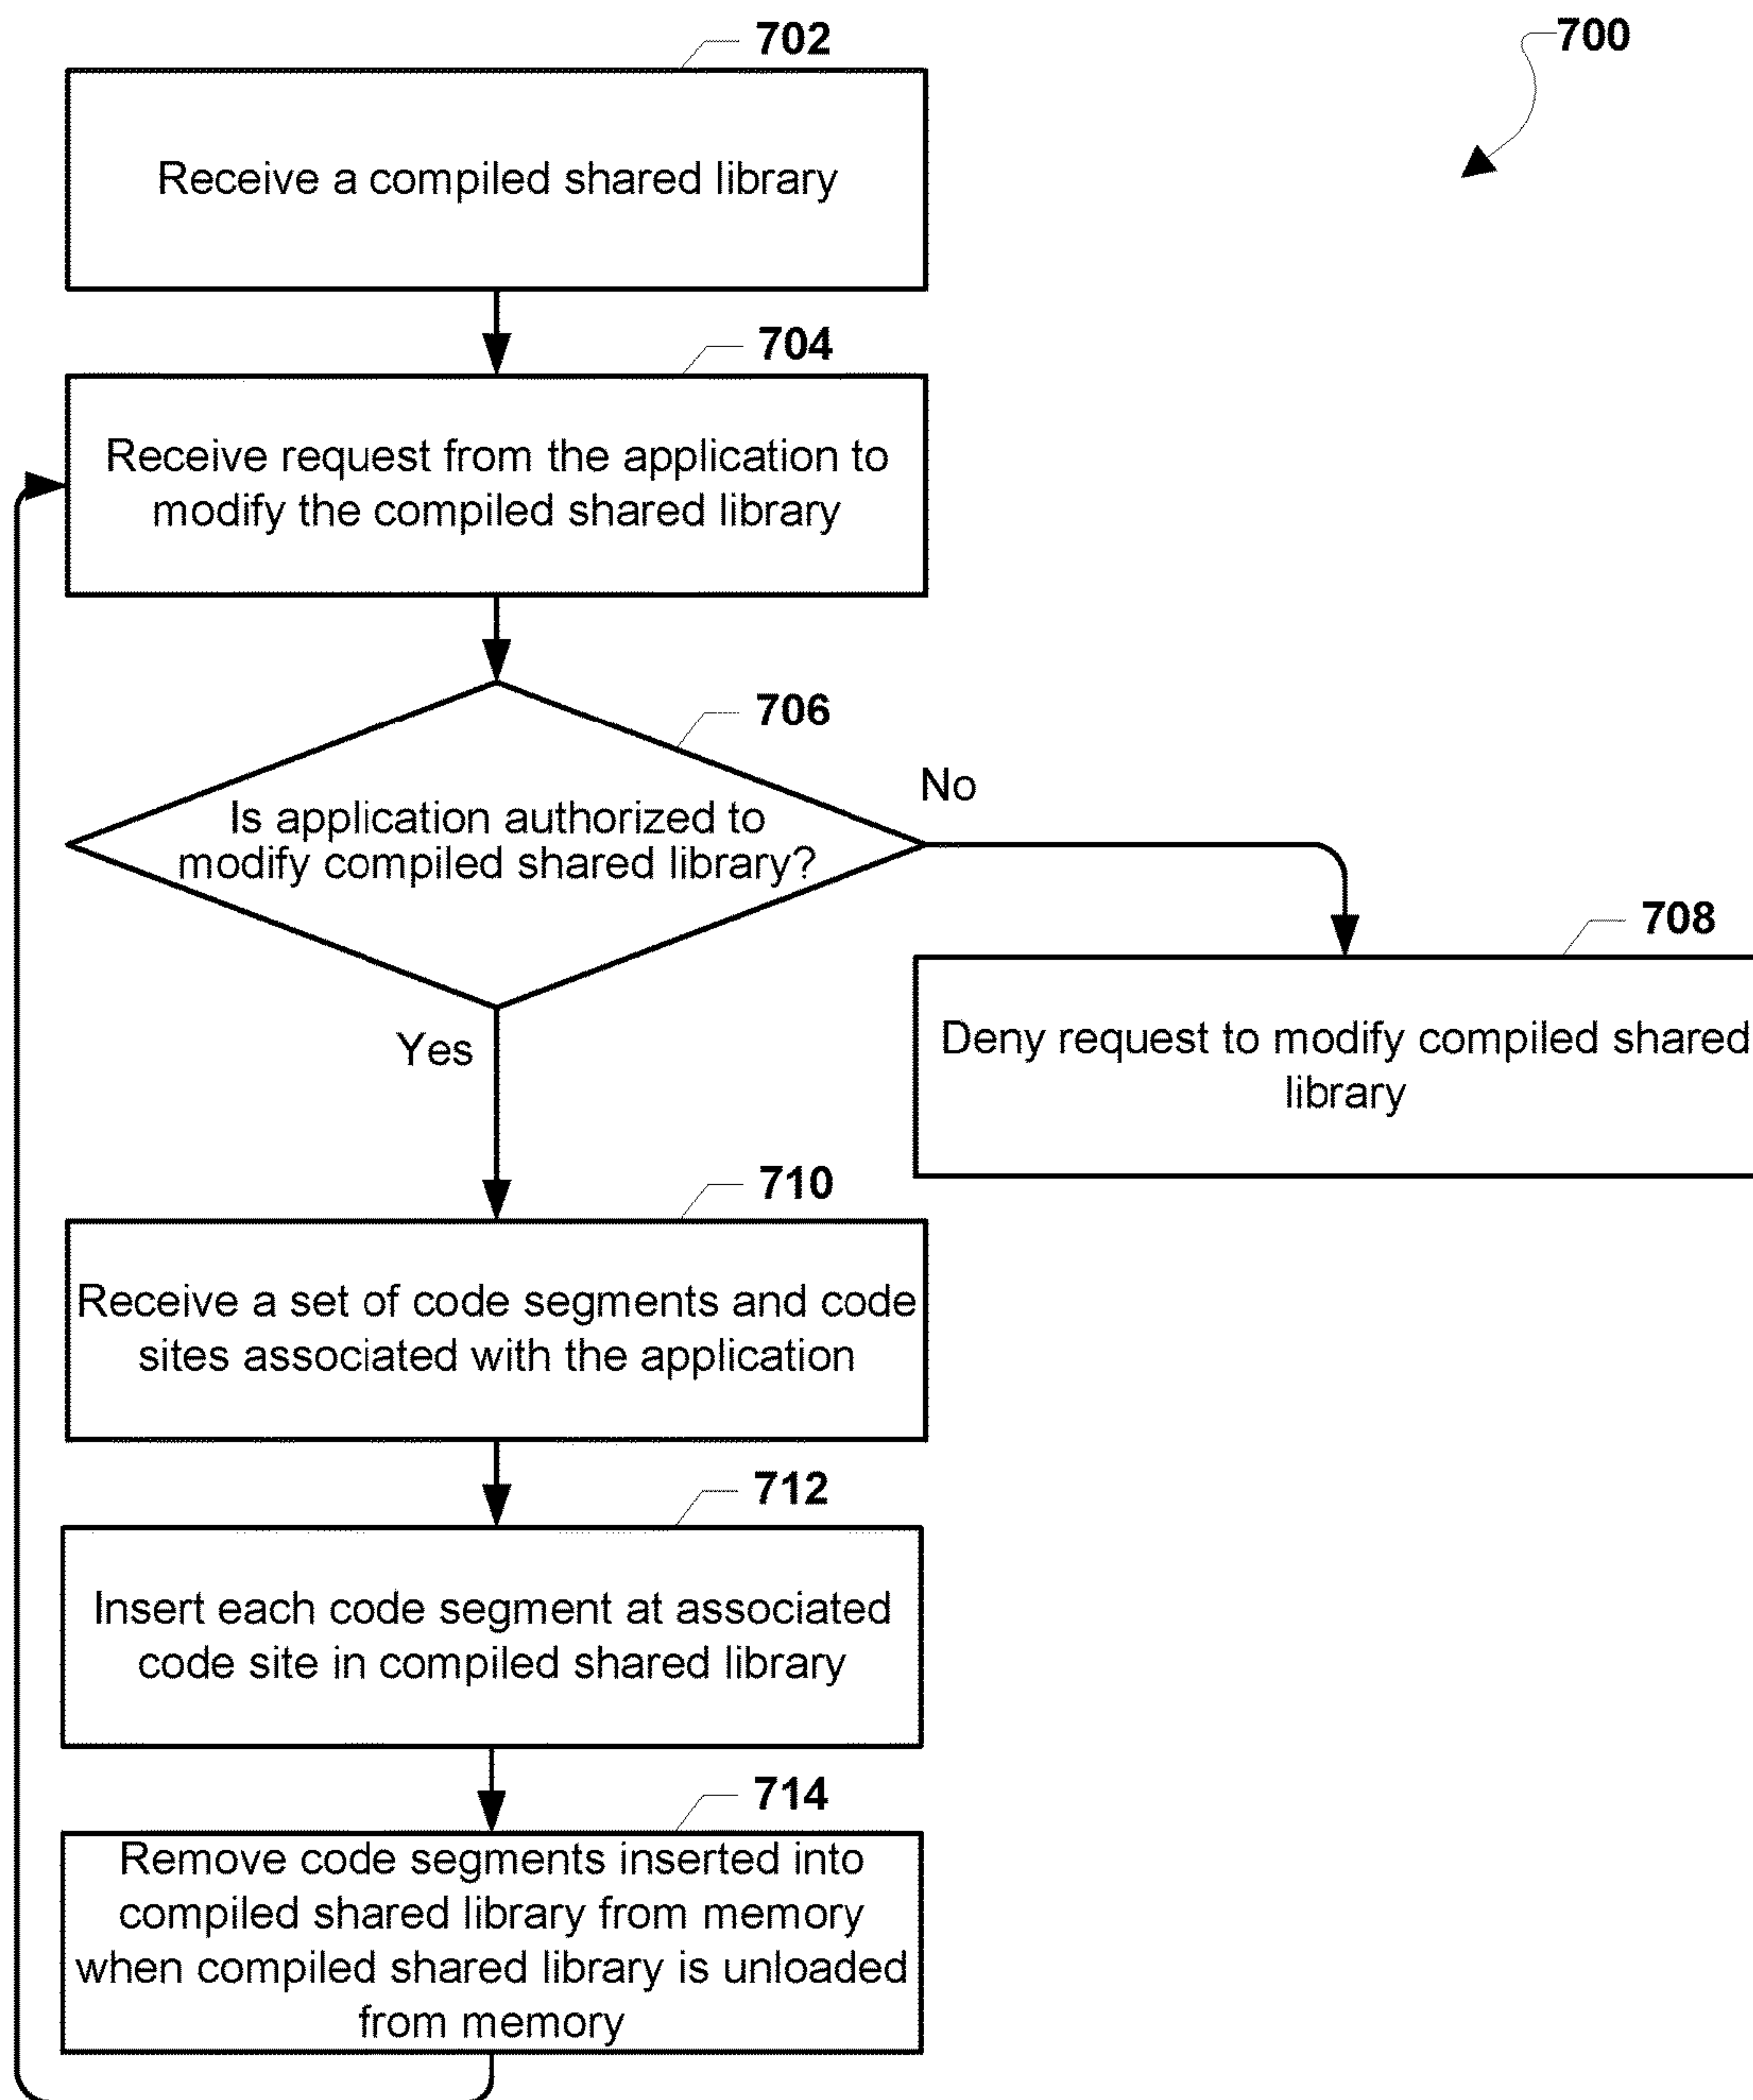 702
700
Receive a compiled shared library
704
Receive request from the application to
modify the compiled shared library
706
Is application authorized to
modify compiled shared library?
No
708
Deny request to modify compiled shared
library
Yes
710
Receive a set of code segments and code
sites associated with the application
712
Insert each code segment at associated
code site in compiled shared library
714
Remove code segments inserted into
compiled shared library from memory
when compiled shared library is unloaded
from memory